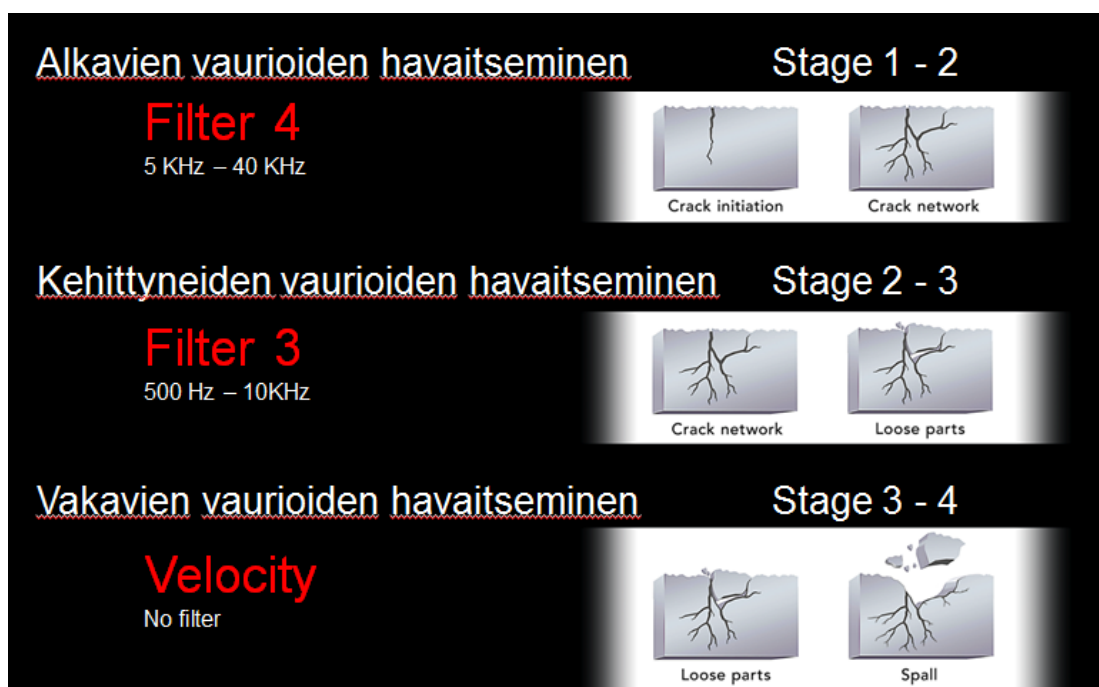 Alkavien vaurioiden havaitseminen Stage 1 - 2
Filter 4
5 KHz – 40 KHz
Crack initiation Crack network
Kehittyneiden vaurioiden havaitseminen Stage 2 - 3
Filter 3
500 Hz – 10KHz
Crack network Loose parts
Vakavien vaurioiden havaitseminen Stage 3 - 4
Velocity
No filter
Loose parts Spall